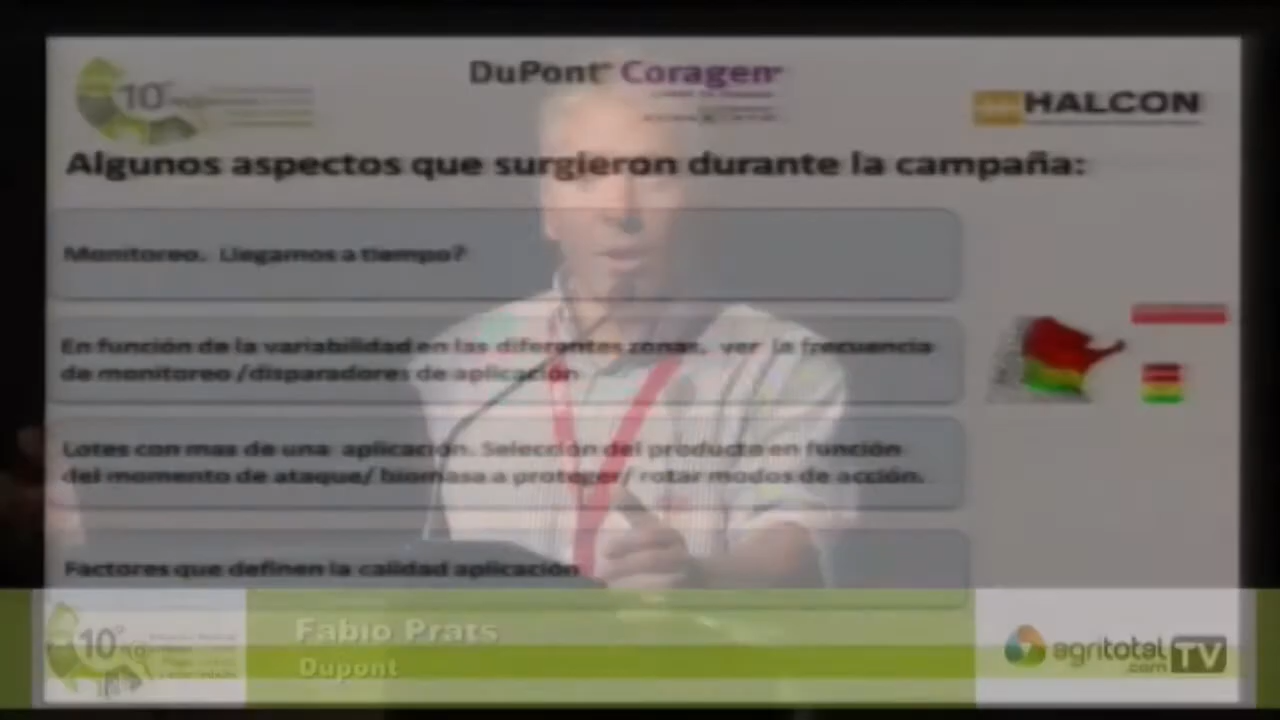 10°
DuPont® Coragen®
HALCON
Algunos aspectos que surgieron durante la campaña:
Monitoreo. Llegamos a tiempo?
En función de la variabilidad en las diferentes zonas, ver la frecuencia
de monitoreo /disparadores de aplicación
Lotes con mas de una aplicación. Selección del producto en función
del momento de ataque/ biomasa a proteger/ rotar modos de acción.
Factores que definen la calidad aplicación
10°
Fabio Prats
Dupont
agritotal
.com
TV